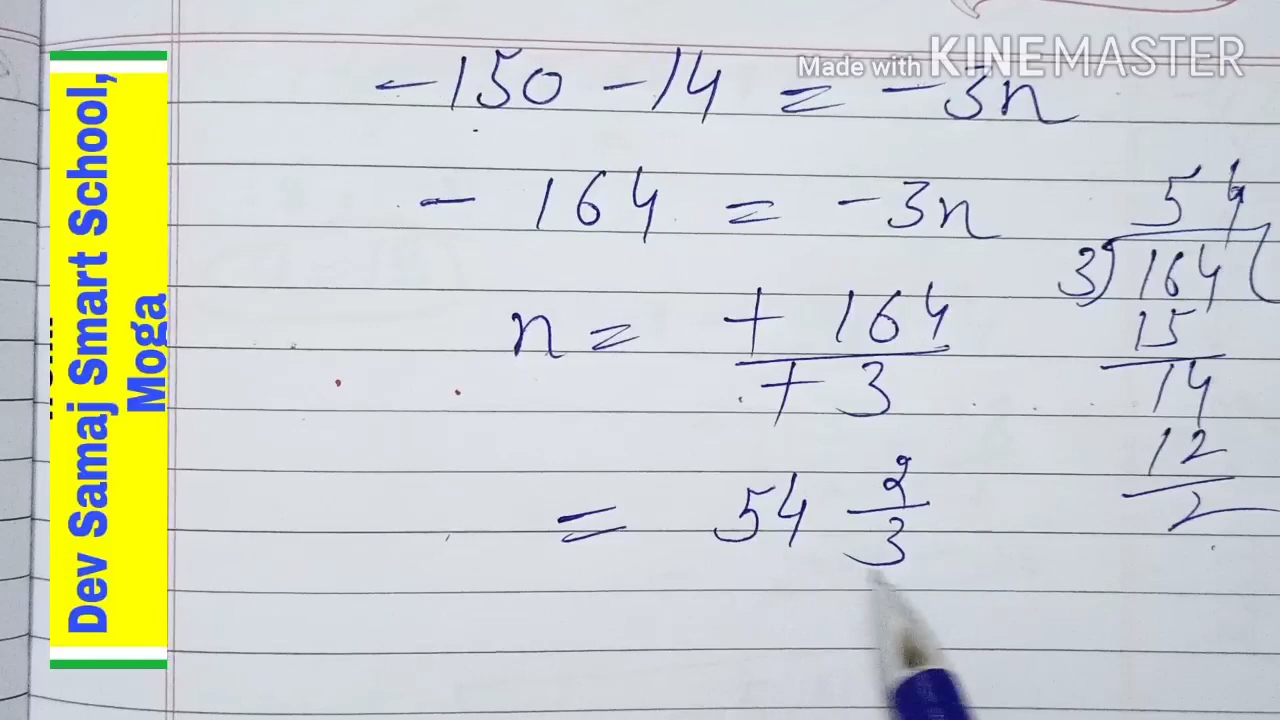 Made with KINEMASTER
Dev Samaj Smart School,
Moga
-150 -14 = -3n
- 164 = -3n
n = + 164
+ 3
= 54 2/3
54
3) 164 (
15
14
12
2